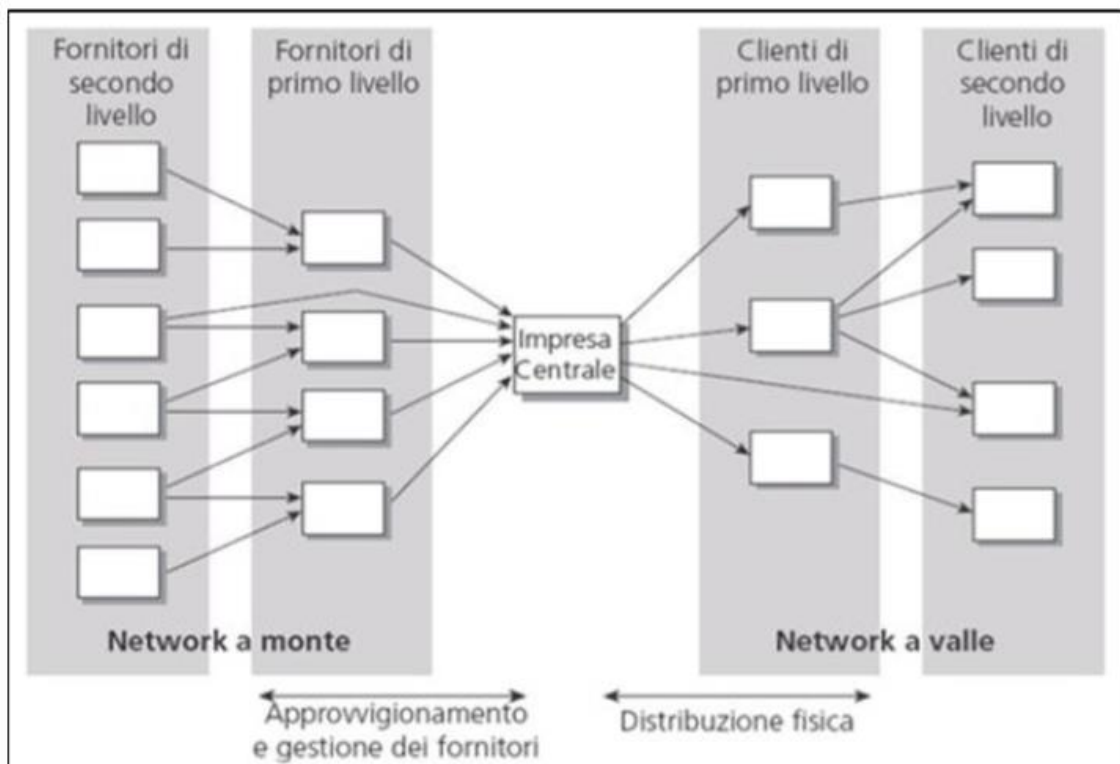 Fornitori di
secondo
livello
Fornitori di
primo livello
Clienti di
primo livello
Clienti di
secondo
livello
Impresa
Centrale
Network a monte
Network a valle
Approvvigionamento
e gestione dei fornitori
Distribuzione fisica